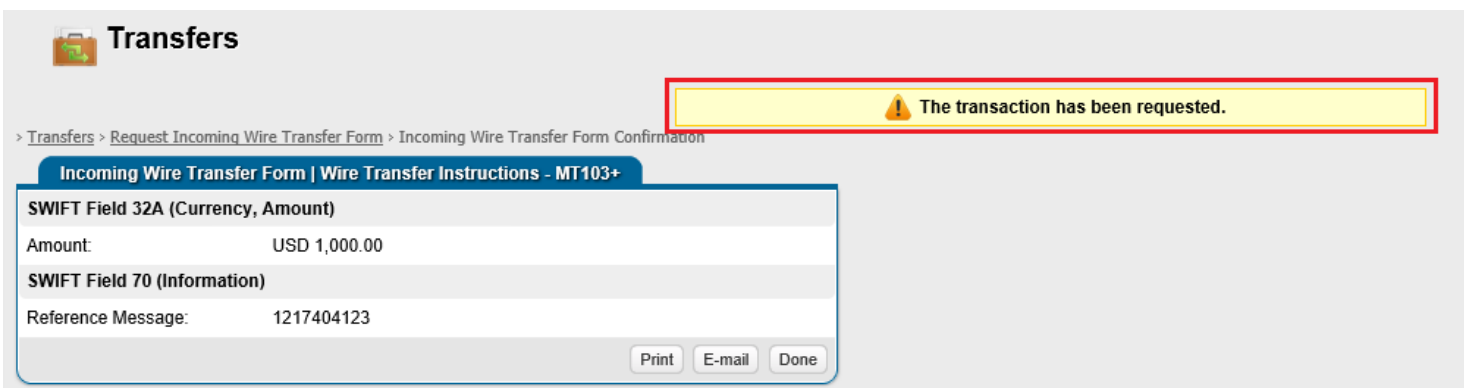 Transfers
The transaction has been requested.
> Transfers > Request Incoming Wire Transfer Form > Incoming Wire Transfer Form Confirmation
Incoming Wire Transfer Form | Wire Transfer Instructions - MT103+
SWIFT Field 32A (Currency, Amount)
Amount: USD 1,000.00
SWIFT Field 70 (Information)
Reference Message: 1217404123
Print E-mail Done